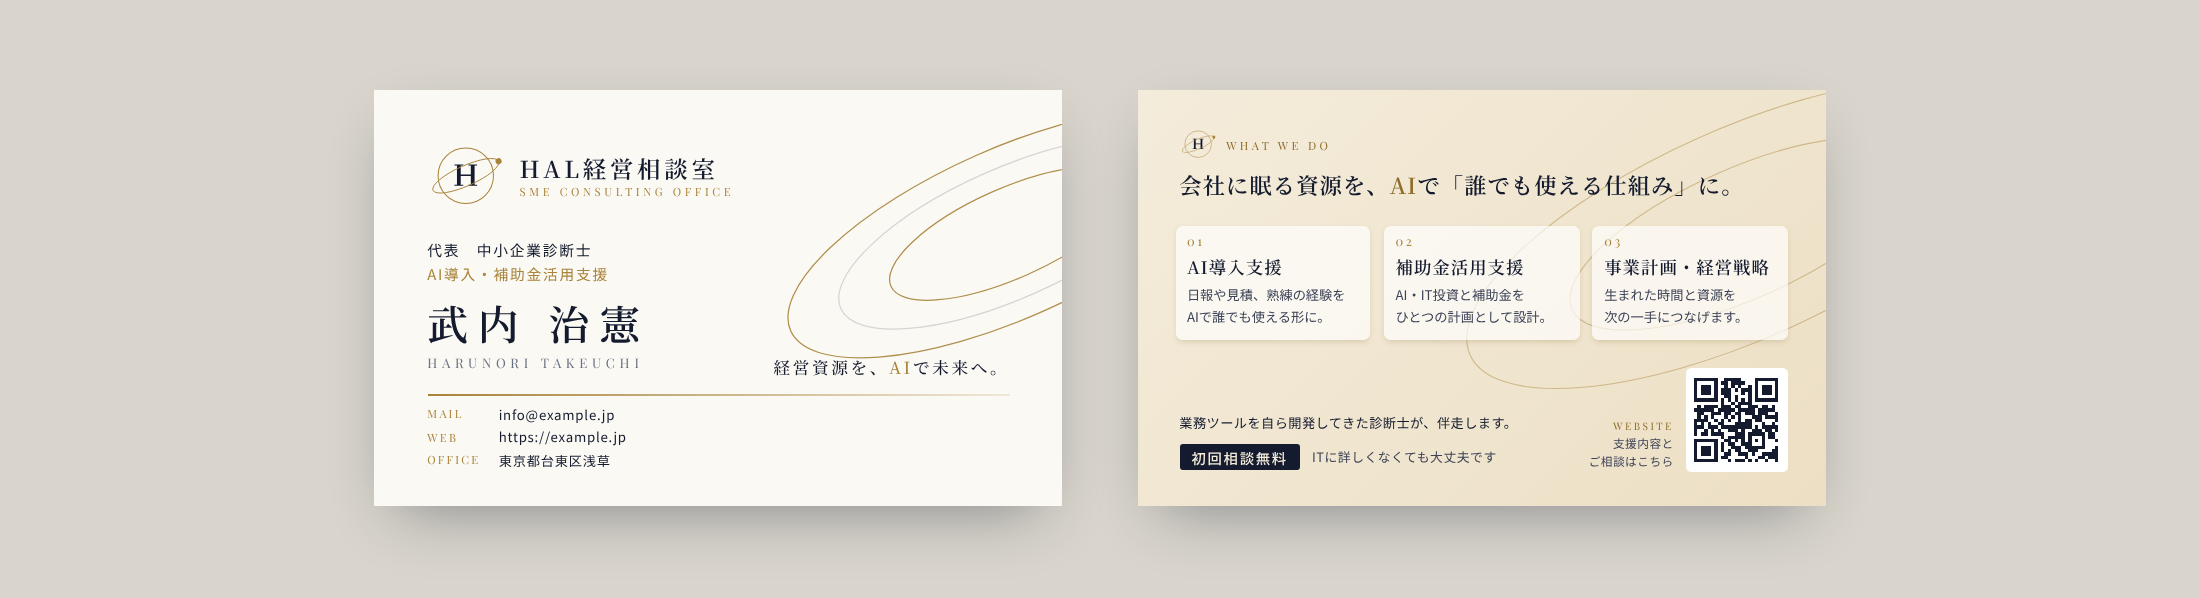 H
HAL経営相談室
SME CONSULTING OFFICE
代表　中小企業診断士
AI導入・補助金活用支援
武内 治憲
HARUNORI TAKEUCHI
経営資源を、AIで未来へ。
MAIL info@example.jp
WEB https://example.jp
OFFICE 東京都台東区浅草
H
WHAT WE DO
会社に眠る資源を、AIで「誰でも使える仕組み」に。
01
AI導入支援
日報や見積、熟練の経験を
AIで誰でも使える形に。
02
補助金活用支援
AI・IT投資と補助金を
ひとつの計画として設計。
03
事業計画・経営戦略
生まれた時間と資源を
次の一手につなげます。
業務ツールを自ら開発してきた診断士が、伴走します。
初回相談無料 ITに詳しくなくても大丈夫です
WEBSITE
支援内容と
ご相談はこちら